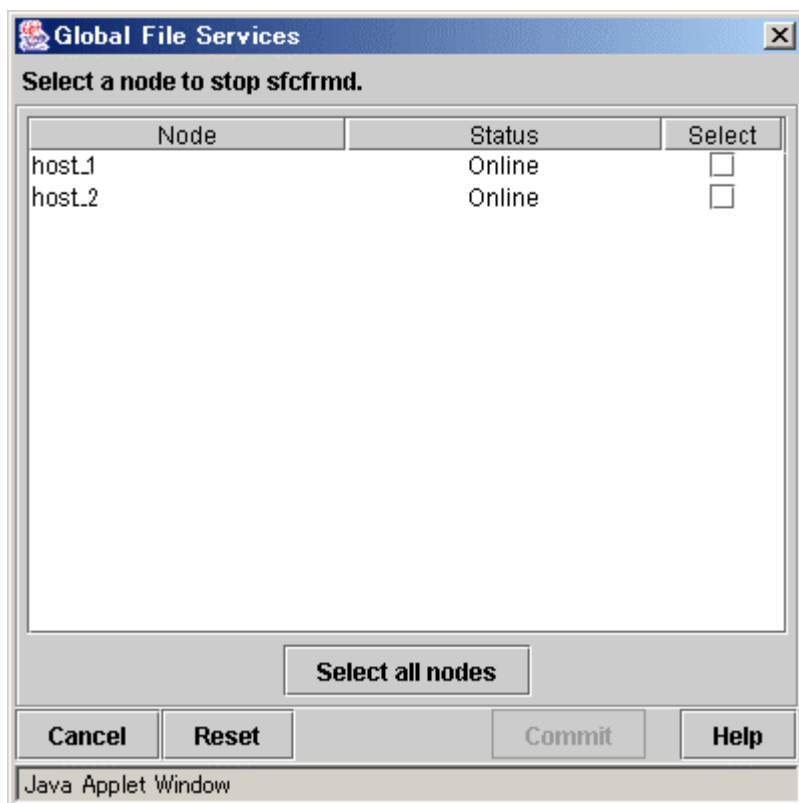 Global File Services
Select a node to stop sfcfrmd.
Node Status Select
host_1 Online
host_2 Online
Select all nodes
Cancel Reset Commit Help
Java Applet Window